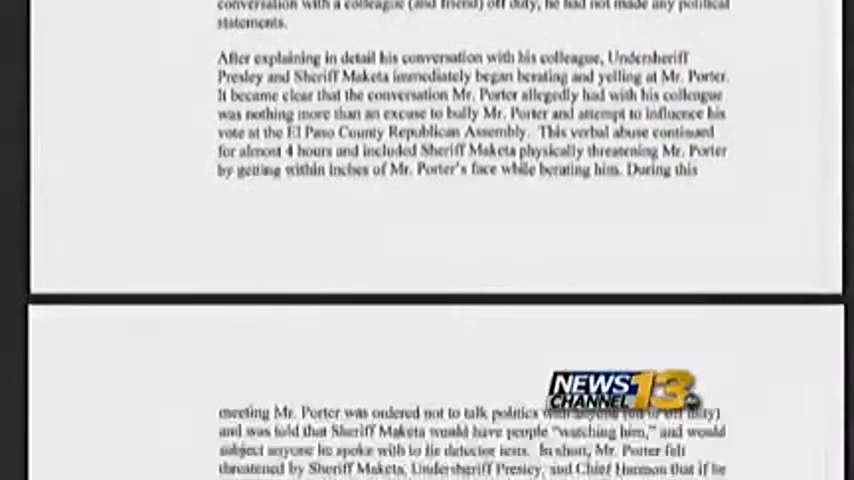 conversation with a colleague (and friend) off duty, he had not made any political
statements.
After explaining in detail his conversation with his colleague, Undersheriff
Presley and Sheriff Maketa immediately began berating and yelling at Mr. Porter.
It became clear that the conversation Mr. Porter allegedly had with his colleague
was nothing more than an excuse to bully Mr. Porter and attempt to influence his
vote at the El Paso County Republican Assembly. This verbal abuse continued
for almost 4 hours and included Sheriff Maketa physically threatening Mr. Porter
by getting within inches of Mr. Porter's face while berating him. During this
NEWS 13
CHANNEL
meeting Mr. Porter was ordered not to talk politics with anyone (on or off duty)
and was told that Sheriff Maketa would have people "watching him," and would
subject anyone he spoke with to lie detector tests. In short, Mr. Porter felt
threatened by Sheriff Maketa, Undersheriff Presley, and Chief Harmon that if he